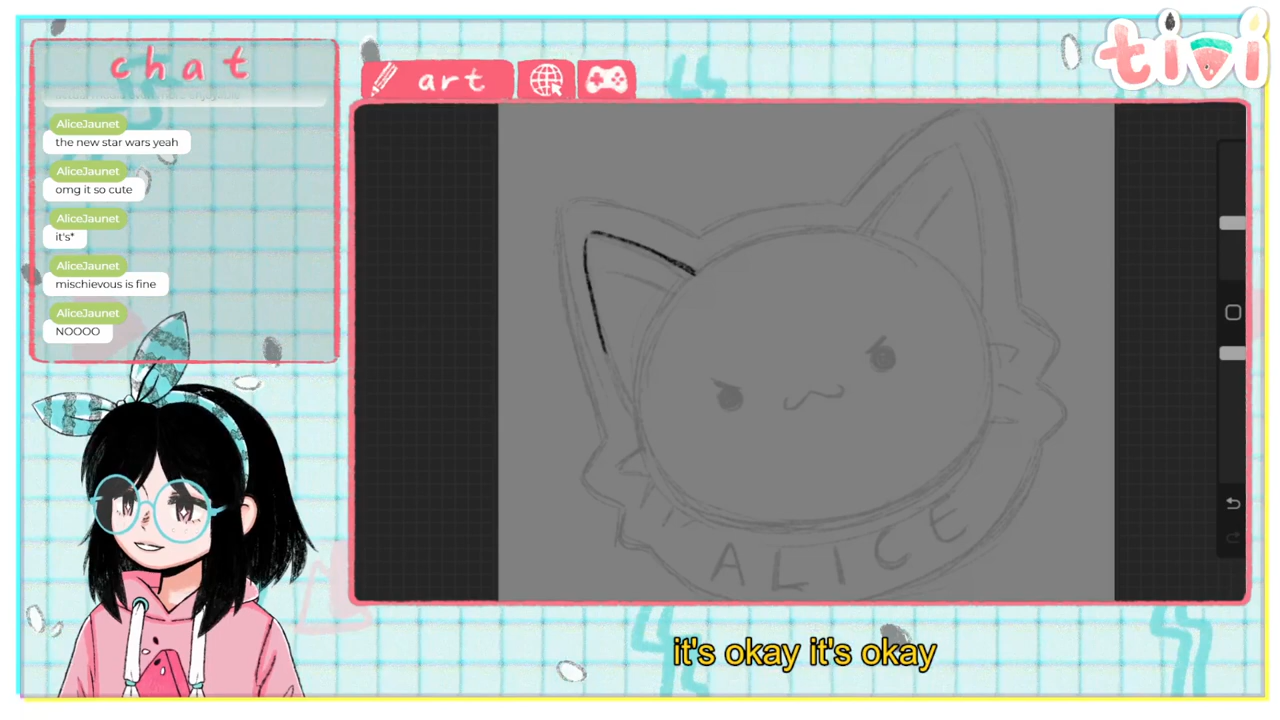 chat
AliceJaunet
the new star wars yeah
AliceJaunet
omg it so cute
AliceJaunet
it's*
AliceJaunet
mischievous is fine
AliceJaunet
NOOOO
art
tivi
ALICE
it's okay it's okay